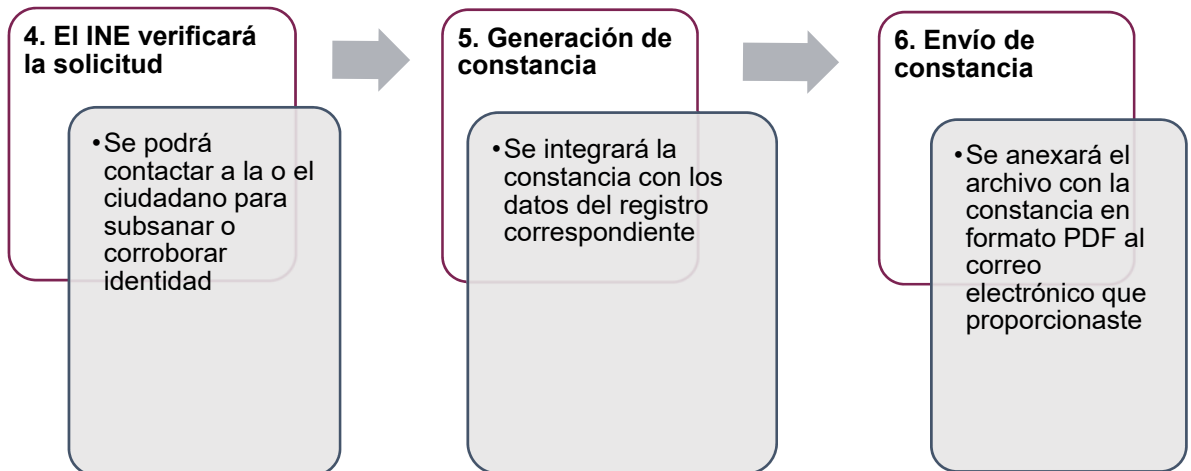 4. El INE verificará
la solicitud
•Se podrá
contactar a la o el
ciudadano para
subsanar o
corroborar
identidad
5. Generación de
constancia
•Se integrará la
constancia con los
datos del registro
correspondiente
6. Envío de
constancia
•Se anexará el
archivo con la
constancia en
formato PDF al
correo
electrónico que
proporcionaste